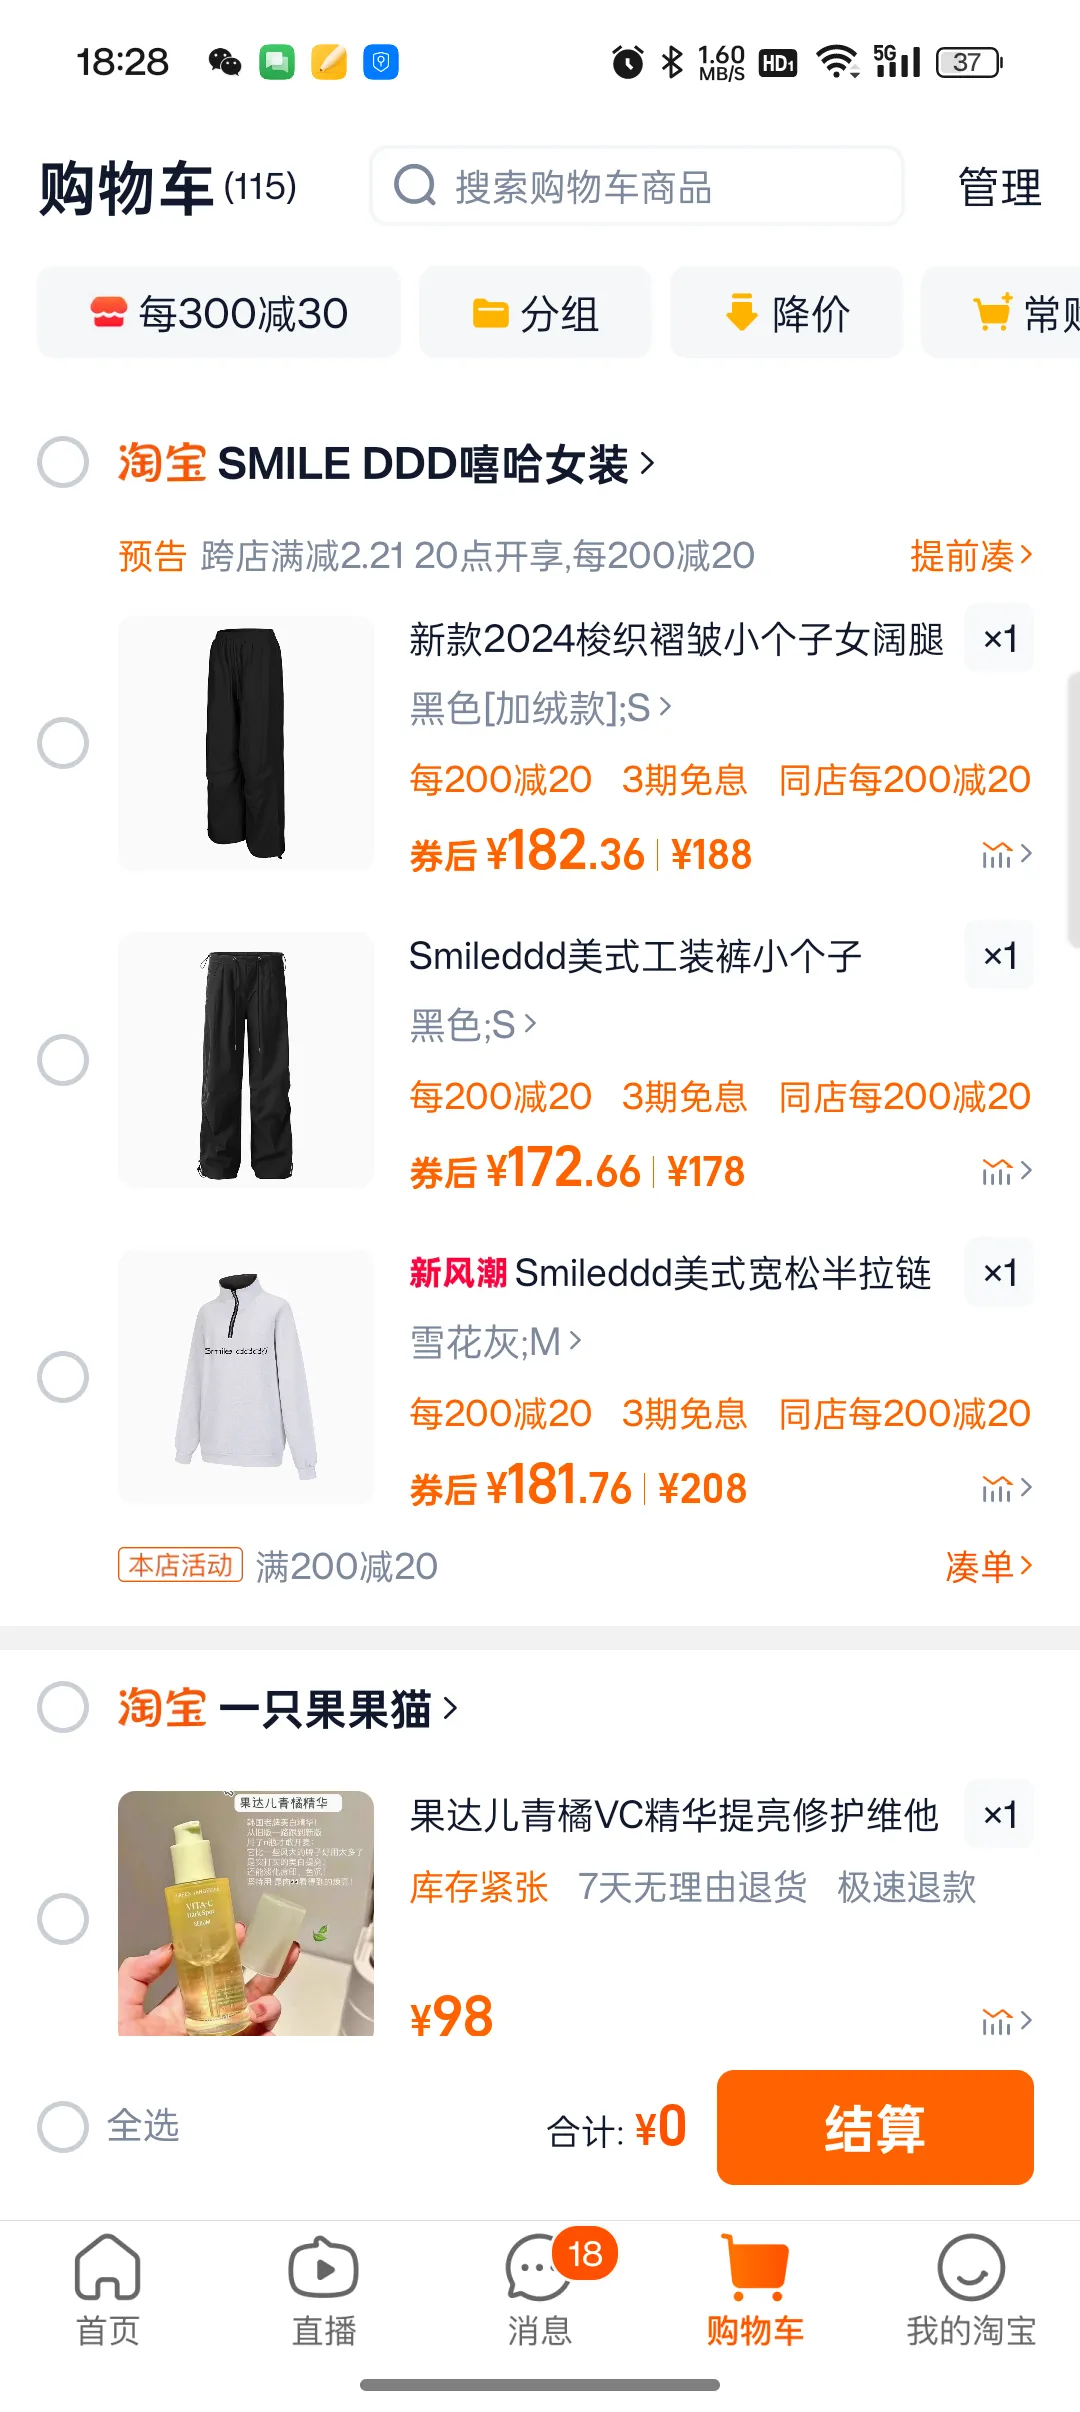 18:28
1.60 MB/S HD1 5G 37
购物车(115)
搜索购物车商品
管理
每300减30
分组
降价
常购
淘宝 SMILE DDD嘻哈女装
预告 跨店满减2.21 20点开享,每200减20
提前凑
新款2024梭织褶皱小个子女阔腿
×1
黑色[加绒款];S
每200减20 3期免息 同店每200减20
券后 ¥182.36 ¥188
Smileddd美式工装裤小个子
×1
黑色;S
每200减20 3期免息 同店每200减20
券后 ¥172.66 ¥178
新风潮 Smileddd美式宽松半拉链
×1
雪花灰;M
每200减20 3期免息 同店每200减20
券后 ¥181.76 ¥208
本店活动 满200减20
凑单
淘宝 一只果果猫
果达儿青橘精华
VITA-C
果达儿青橘VC精华提亮修护维他
×1
库存紧张 7天无理由退货 极速退款
¥98
全选
合计: ¥0
结算
首页
直播
18
消息
购物车
我的淘宝